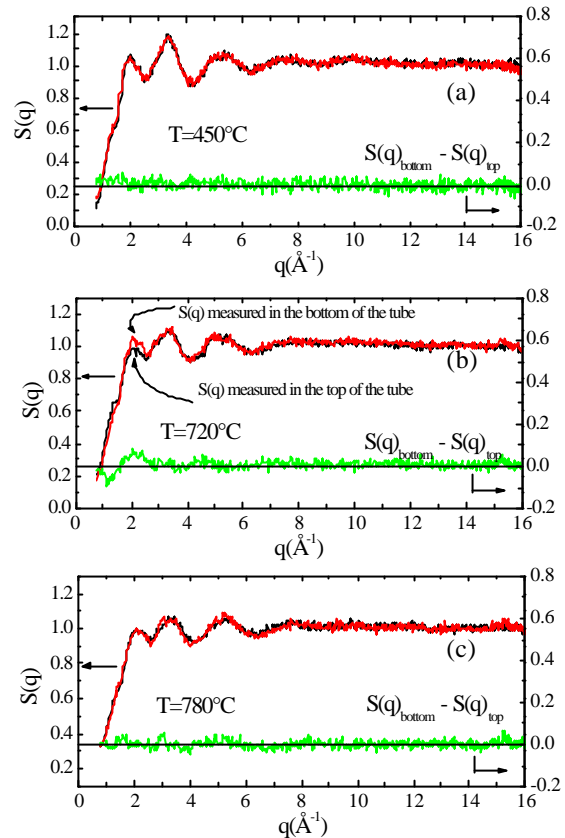 1.2
1.0
0.8
0.6
0.4
0.2
0.0
S(q)
0.8
0.6
0.4
0.2
0.0
-0.2
(a)
T=450°C
S(q)bottom - S(q)top
0 2 4 6 8 10 12 14 16
q(Å-1)
1.2
1.0
0.8
0.6
0.4
0.2
0.0
S(q)
0.8
0.6
0.4
0.2
0.0
-0.2
S(q) measured in the bottom of the tube
(b)
S(q) measured in the top of the tube
T=720°C
S(q)bottom - S(q)top
0 2 4 6 8 10 12 14 16
q(Å-1)
1.2
1.0
0.8
0.6
0.4
0.2
S(q)
0.8
0.6
0.4
0.2
0.0
-0.2
(c)
T=780°C
S(q)bottom - S(q)top
0 2 4 6 8 10 12 14 16
q(Å-1)